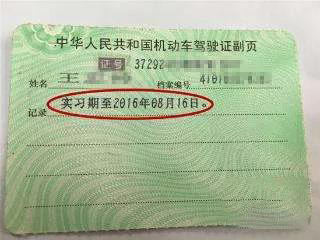 中华人民共和国机动车驾驶证副页
证号 37292
姓名 王 档案编号
记录 实习期至2016年08月16日。